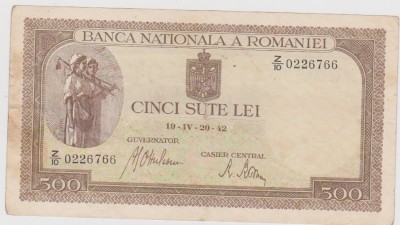 BANCA NATIONALA A ROMANIEI
Z/10 0226766
CINCI SUTE LEI
19-IV-20-42
GUVERNATOR
CASIER CENTRAL
Z/10 0226766
500
500